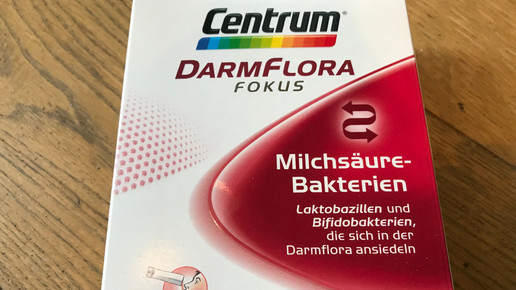 Centrum®
DARMFLORA
FOKUS
Milchsäure-
Bakterien
Laktobazillen und
Bifidobakterien,
die sich in der
Darmflora ansiedeln